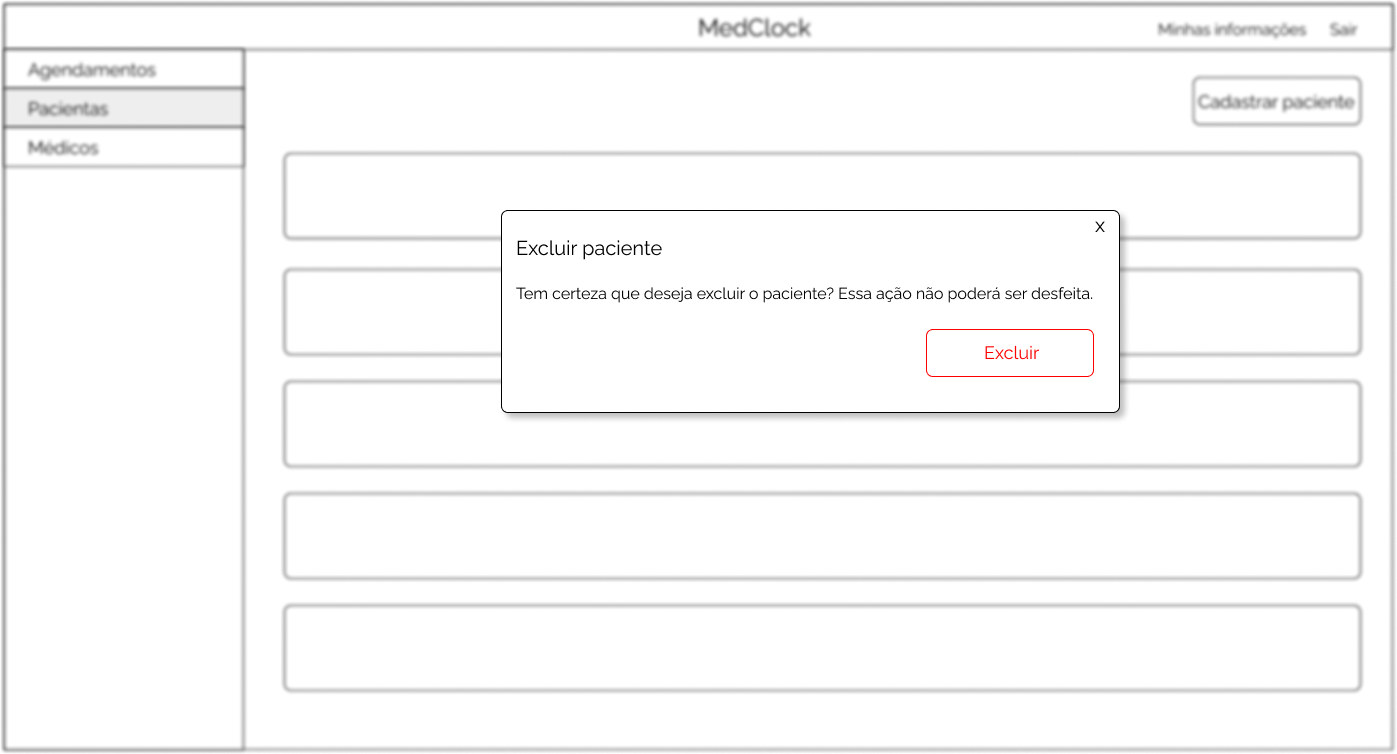 MedClock
Minhas informações Sair
Agendamentos
Pacientas
Médicos
Cadastrar paciente
X
Excluir paciente
Tem certeza que deseja excluir o paciente? Essa ação não poderá ser desfeita.
Excluir